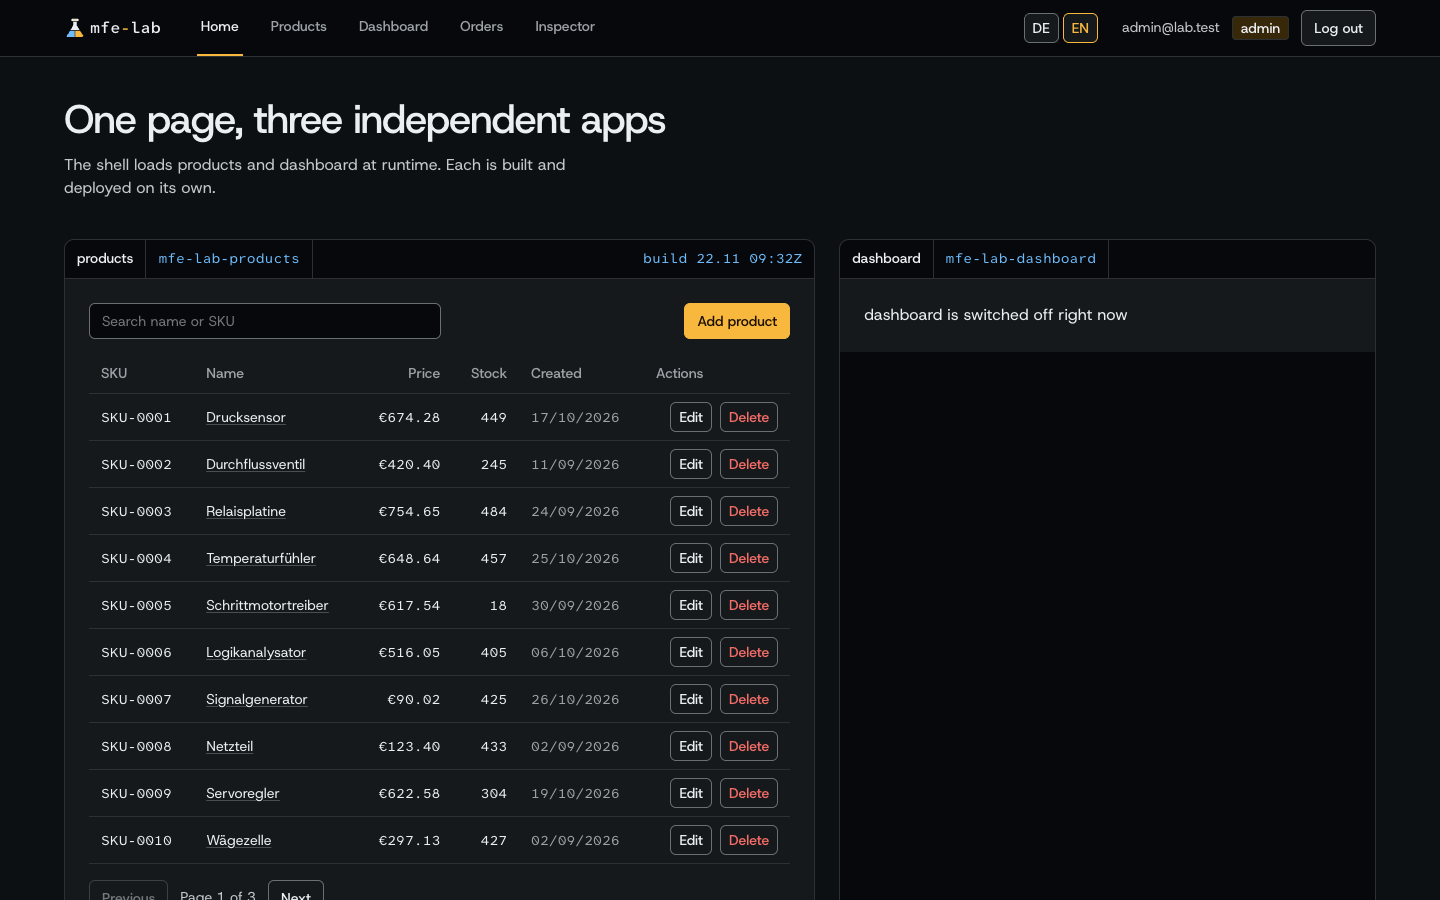 mfe-lab Home Products Dashboard Orders Inspector DE EN admin@lab.test admin Log out
One page, three independent apps
The shell loads products and dashboard at runtime. Each is built and
deployed on its own.
products mfe-lab-products build 22.11 09:32Z
Search name or SKU Add product
SKU Name Price Stock Created Actions
SKU-0001 Drucksensor €674.28 449 17/10/2026 Edit Delete
SKU-0002 Durchflussventil €420.40 245 11/09/2026 Edit Delete
SKU-0003 Relaisplatine €754.65 484 24/09/2026 Edit Delete
SKU-0004 Temperaturfühler €648.64 457 25/10/2026 Edit Delete
SKU-0005 Schrittmotortreiber €617.54 18 30/09/2026 Edit Delete
SKU-0006 Logikanalysator €516.05 405 06/10/2026 Edit Delete
SKU-0007 Signalgenerator €90.02 425 26/10/2026 Edit Delete
SKU-0008 Netzteil €123.40 433 02/09/2026 Edit Delete
SKU-0009 Servoregler €622.58 304 19/10/2026 Edit Delete
SKU-0010 Wägezelle €297.13 427 02/09/2026 Edit Delete
Previous Page 1 of 3 Next
dashboard mfe-lab-dashboard
dashboard is switched off right now